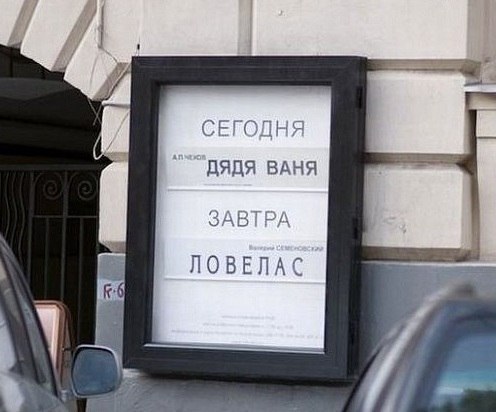 СЕГОДНЯ
А.П.ЧЕХОВ
ДЯДЯ ВАНЯ
ЗАВТРА
Валерий СЕМЕНОВСКИЙ
ЛОВЕЛАС